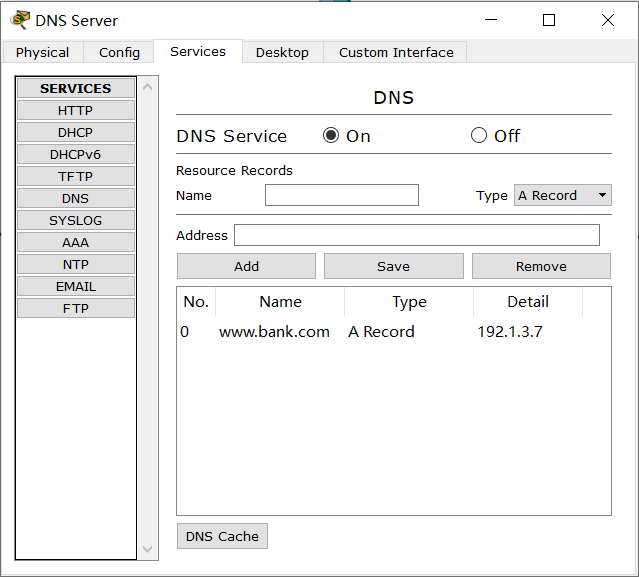 DNS Server
Physical Config Services Desktop Custom Interface
SERVICES
HTTP
DHCP
DHCPv6
TFTP
DNS
SYSLOG
AAA
NTP
EMAIL
FTP
DNS
DNS Service On Off
Resource Records
Name Type A Record
Address
Add Save Remove
No. Name Type Detail
0 www.bank.com A Record 192.1.3.7
DNS Cache